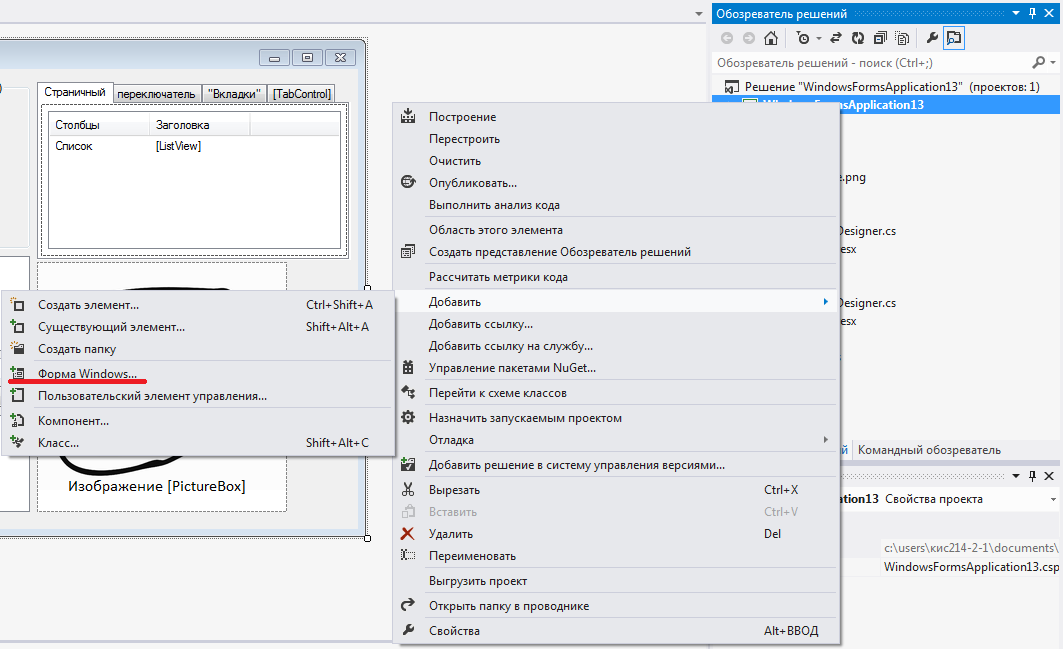 Обозреватель решений
Обозреватель решений - поиск (Ctrl+;)
Решение "WindowsFormsApplication13" (проектов: 1)
WindowsFormsApplication13
e.png
Designer.cs
esx
Designer.cs
esx
Страничный переключатель "Вкладки" [TabControl]
Столбцы Заголовка
Список [ListView]
Изображение [PictureBox]
Построение
Перестроить
Очистить
Опубликовать...
Выполнить анализ кода
Область этого элемента
Создать представление Обозреватель решений
Рассчитать метрики кода
Добавить
Добавить ссылку...
Добавить ссылку на службу...
Управление пакетами NuGet...
Перейти к схеме классов
Назначить запускаемым проектом
Отладка
Добавить решение в систему управления версиями...
Вырезать Ctrl+X
Вставить Ctrl+V
Удалить Del
Переименовать
Выгрузить проект
Открыть папку в проводнике
Свойства Alt+ВВОД
Создать элемент... Ctrl+Shift+A
Существующий элемент... Shift+Alt+A
Создать папку
Форма Windows...
Пользовательский элемент управления...
Компонент...
Класс... Shift+Alt+C
й Командный обозреватель
ation13 Свойства проекта
c:\users\кис214-2-1\documents\
WindowsFormsApplication13.csp